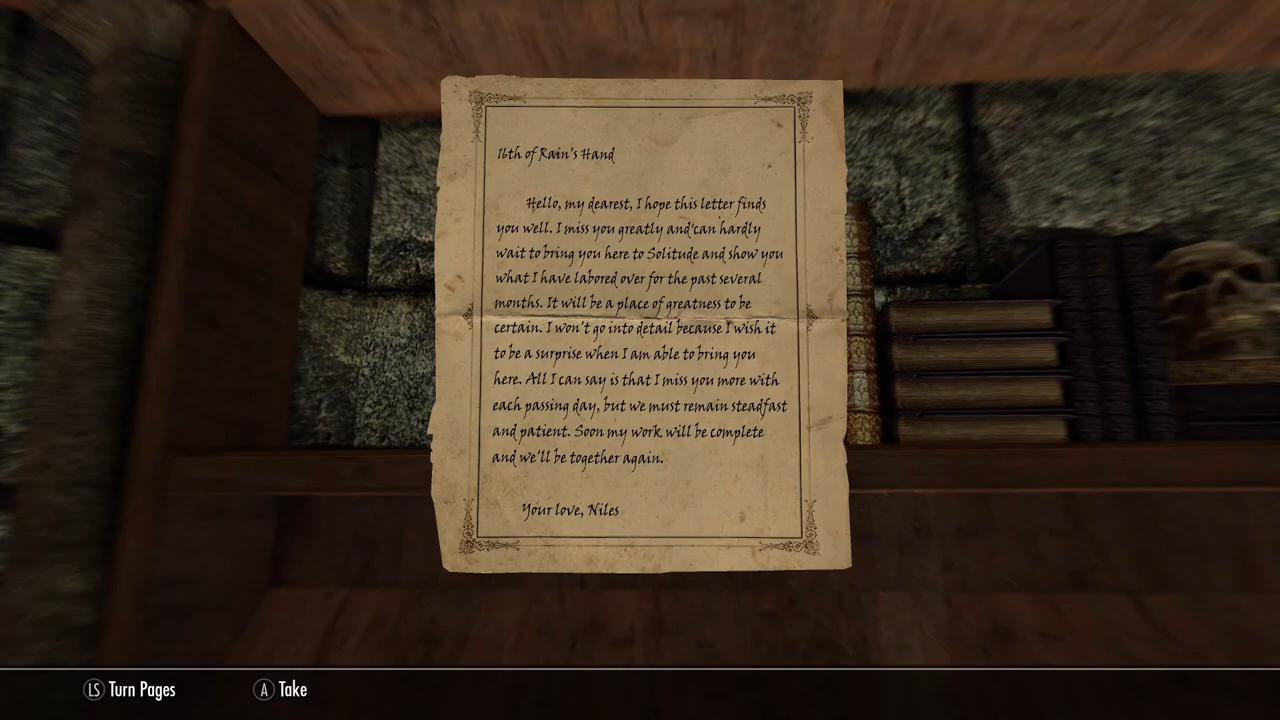 16th of Rain's Hand
Hello, my dearest, I hope this letter finds
you well. I miss you greatly and can hardly
wait to bring you here to Solitude and show you
what I have labored over for the past several
months. It will be a place of greatness to be
certain. I won't go into detail because I wish it
to be a surprise when I am able to bring you
here. All I can say is that I miss you more with
each passing day, but we must remain steadfast
and patient. Soon my work will be complete
and we'll be together again.
Your love, Niles
LS Turn Pages
A Take